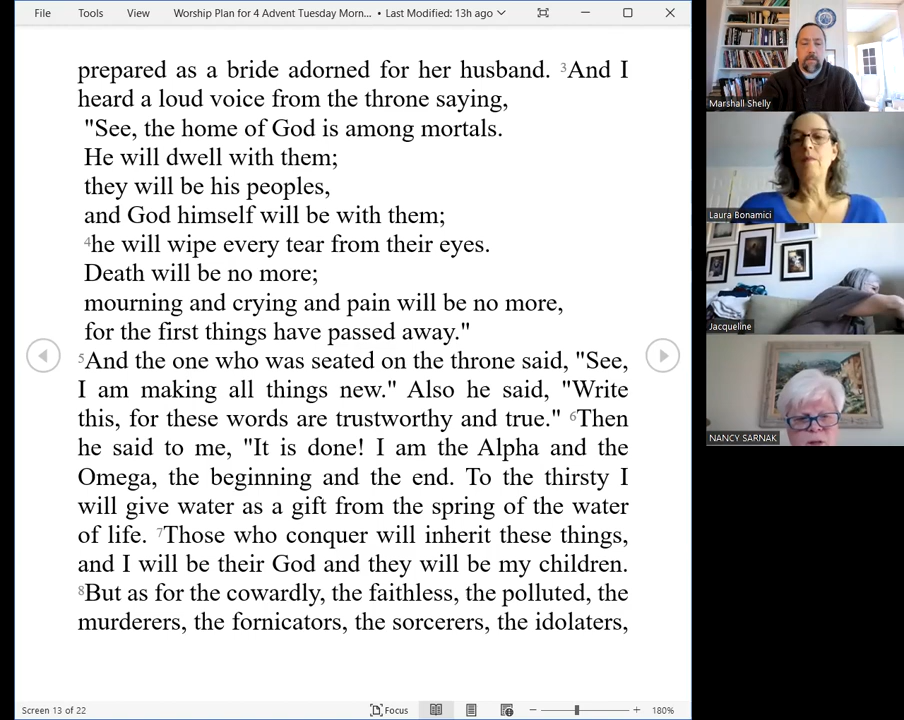 File Tools View Worship Plan for 4 Advent Tuesday Morn... • Last Modified: 13h ago
prepared as a bride adorned for her husband. 3And I
heard a loud voice from the throne saying,
"See, the home of God is among mortals.
He will dwell with them;
they will be his peoples,
and God himself will be with them;
4he will wipe every tear from their eyes.
Death will be no more;
mourning and crying and pain will be no more,
for the first things have passed away."
5And the one who was seated on the throne said, "See,
I am making all things new." Also he said, "Write
this, for these words are trustworthy and true." 6Then
he said to me, "It is done! I am the Alpha and the
Omega, the beginning and the end. To the thirsty I
will give water as a gift from the spring of the water
of life. 7Those who conquer will inherit these things,
and I will be their God and they will be my children.
8But as for the cowardly, the faithless, the polluted, the
murderers, the fornicators, the sorcerers, the idolaters,
Screen 13 of 22 Focus 180%
Marshall Shelly
Laura Bonamici
Jacqueline
NANCY SARNAK